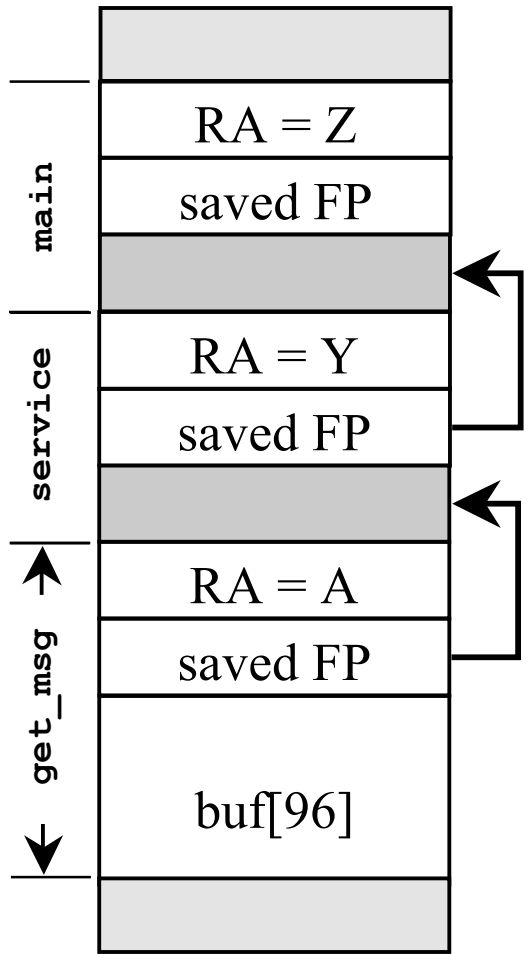 main
RA = Z
saved FP
service
RA = Y
saved FP
get_msg
RA = A
saved FP
buf[96]